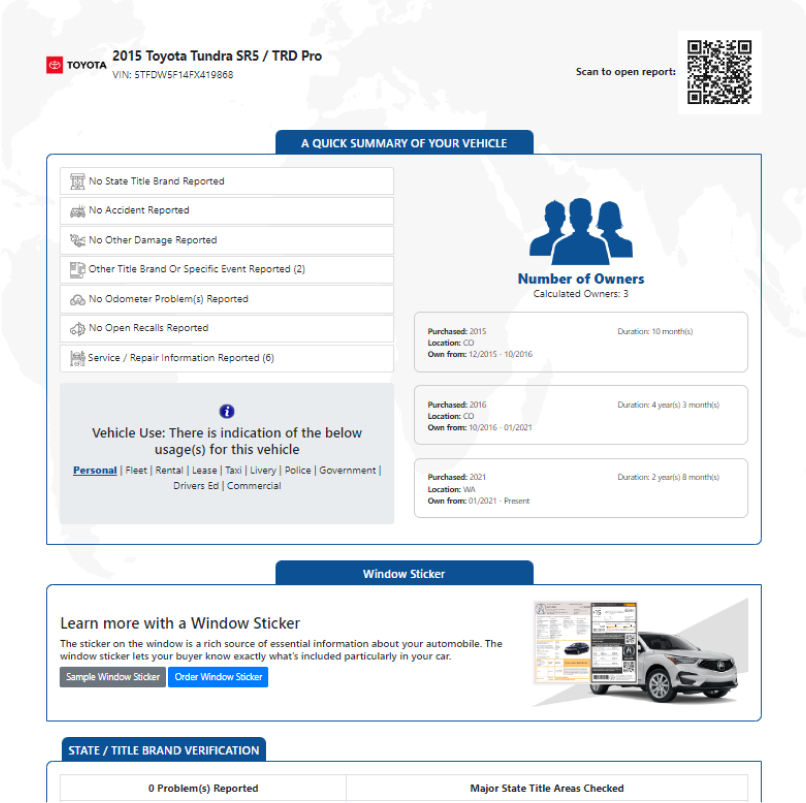 TOYOTA
2015 Toyota Tundra SR5 / TRD Pro
VIN: 5TFDW5F14FX419868
Scan to open report:
A QUICK SUMMARY OF YOUR VEHICLE
No State Title Brand Reported
No Accident Reported
No Other Damage Reported
Other Title Brand Or Specific Event Reported (2)
No Odometer Problem(s) Reported
No Open Recalls Reported
Service / Repair Information Reported (6)
Vehicle Use: There is indication of the below
usage(s) for this vehicle
Personal | Fleet | Rental | Lease | Taxi | Livery | Police | Government |
Drivers Ed | Commercial
Number of Owners
Calculated Owners: 3
Purchased: 2015
Duration: 10 month(s)
Location: CO
Own from: 12/2015 - 10/2016
Purchased: 2016
Duration: 4 year(s) 3 month(s)
Location: CO
Own from: 10/2016 - 01/2021
Purchased: 2021
Duration: 2 year(s) 8 month(s)
Location: WA
Own from: 01/2021 - Present
Window Sticker
Learn more with a Window Sticker
The sticker on the window is a rich source of essential information about your automobile. The
window sticker lets your buyer know exactly what's included particularly in your car.
Sample Window Sticker
Order Window Sticker
STATE / TITLE BRAND VERIFICATION
0 Problem(s) Reported
Major State Title Areas Checked